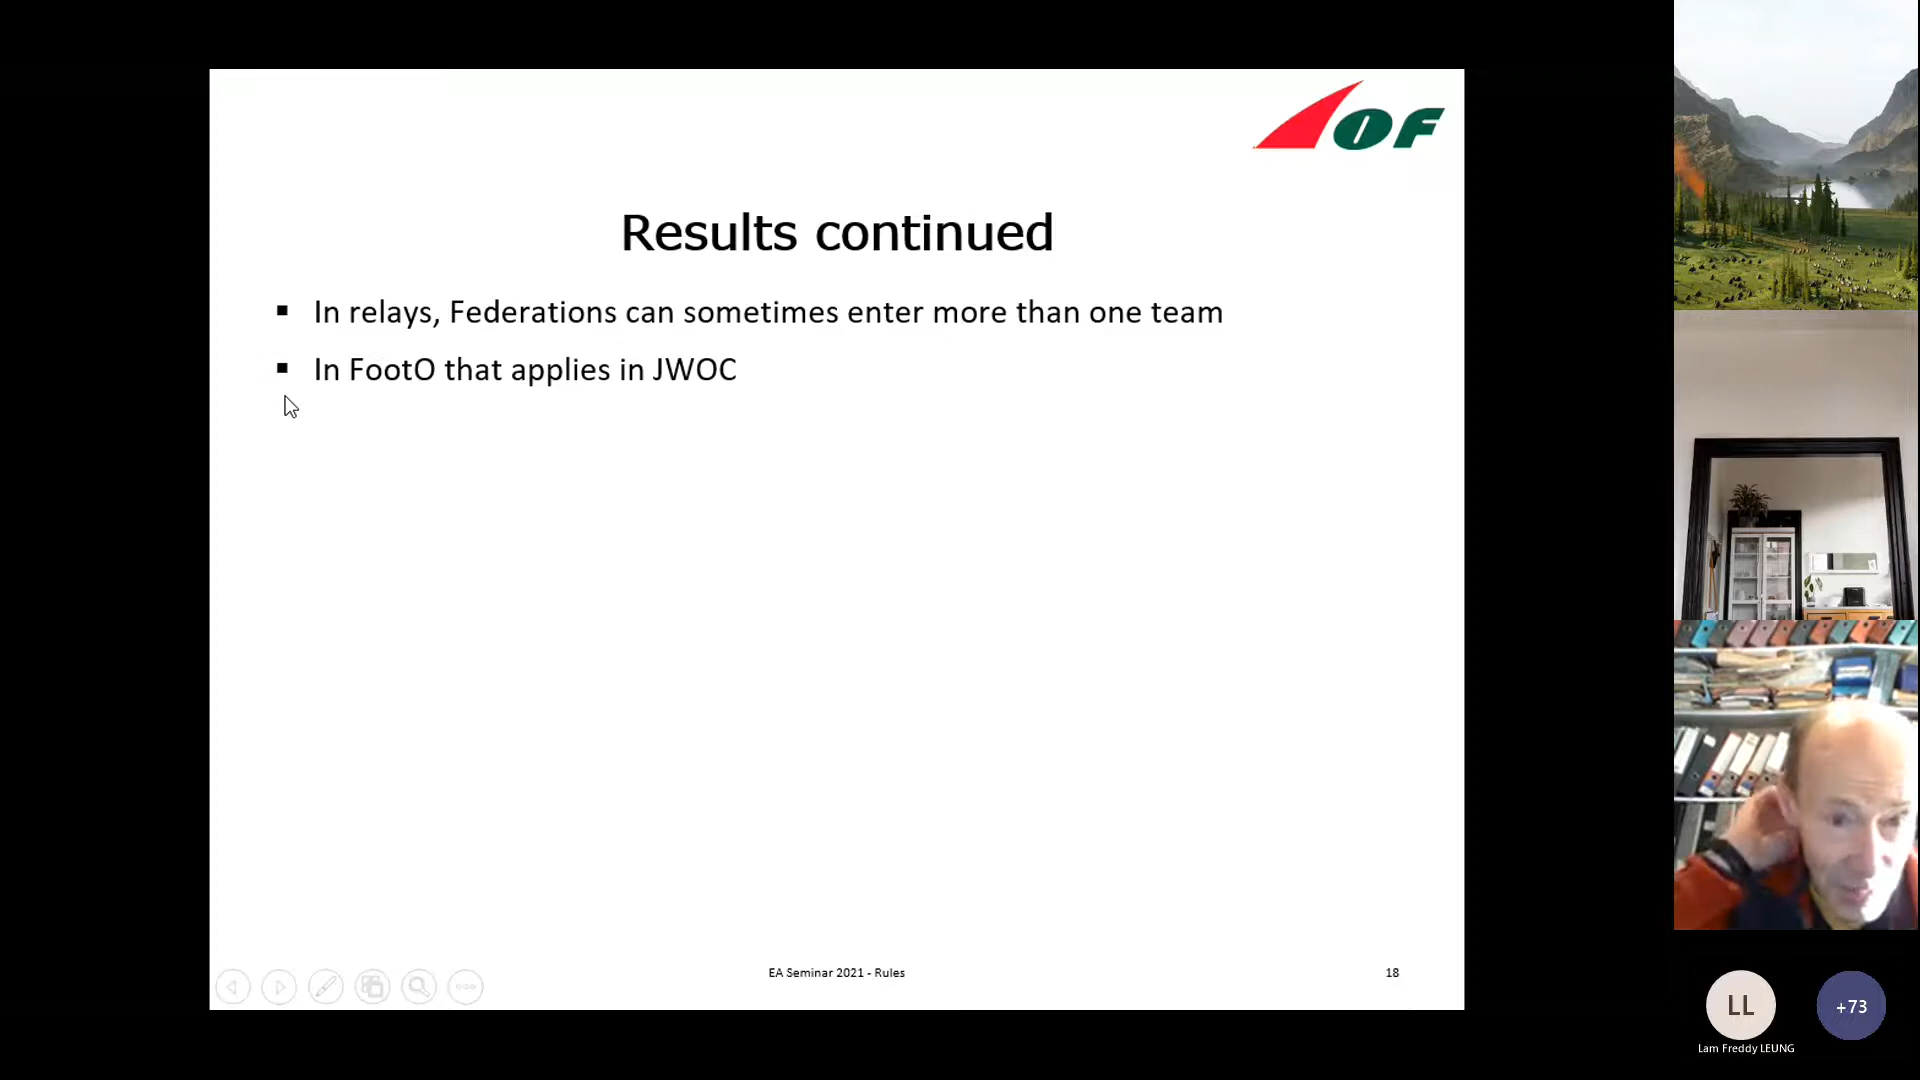 IOF
Results continued
▪ In relays, Federations can sometimes enter more than one team
▪ In FootO that applies in JWOC
EA Seminar 2021 - Rules
18
LL
+73
Lam Freddy LEUNG